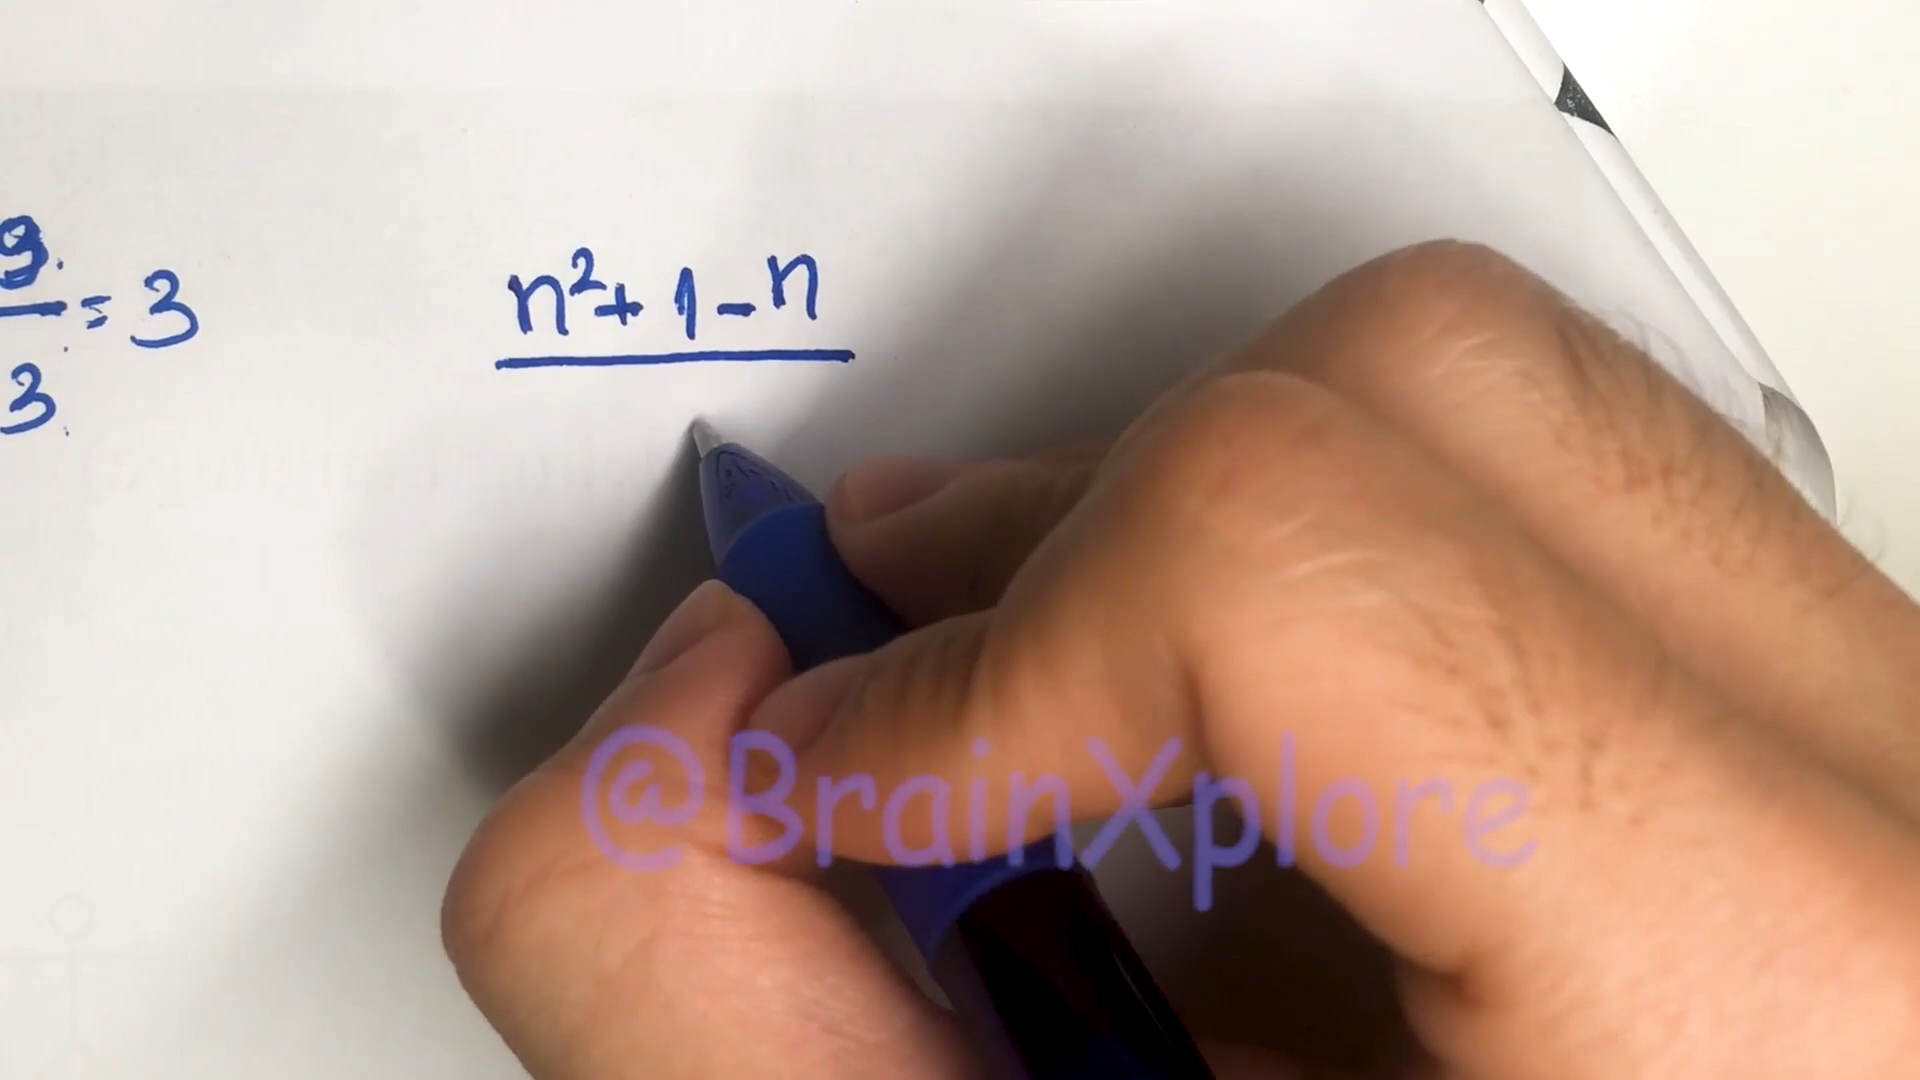 9/3 = 3
n² + 1 - n
@BrainXplore